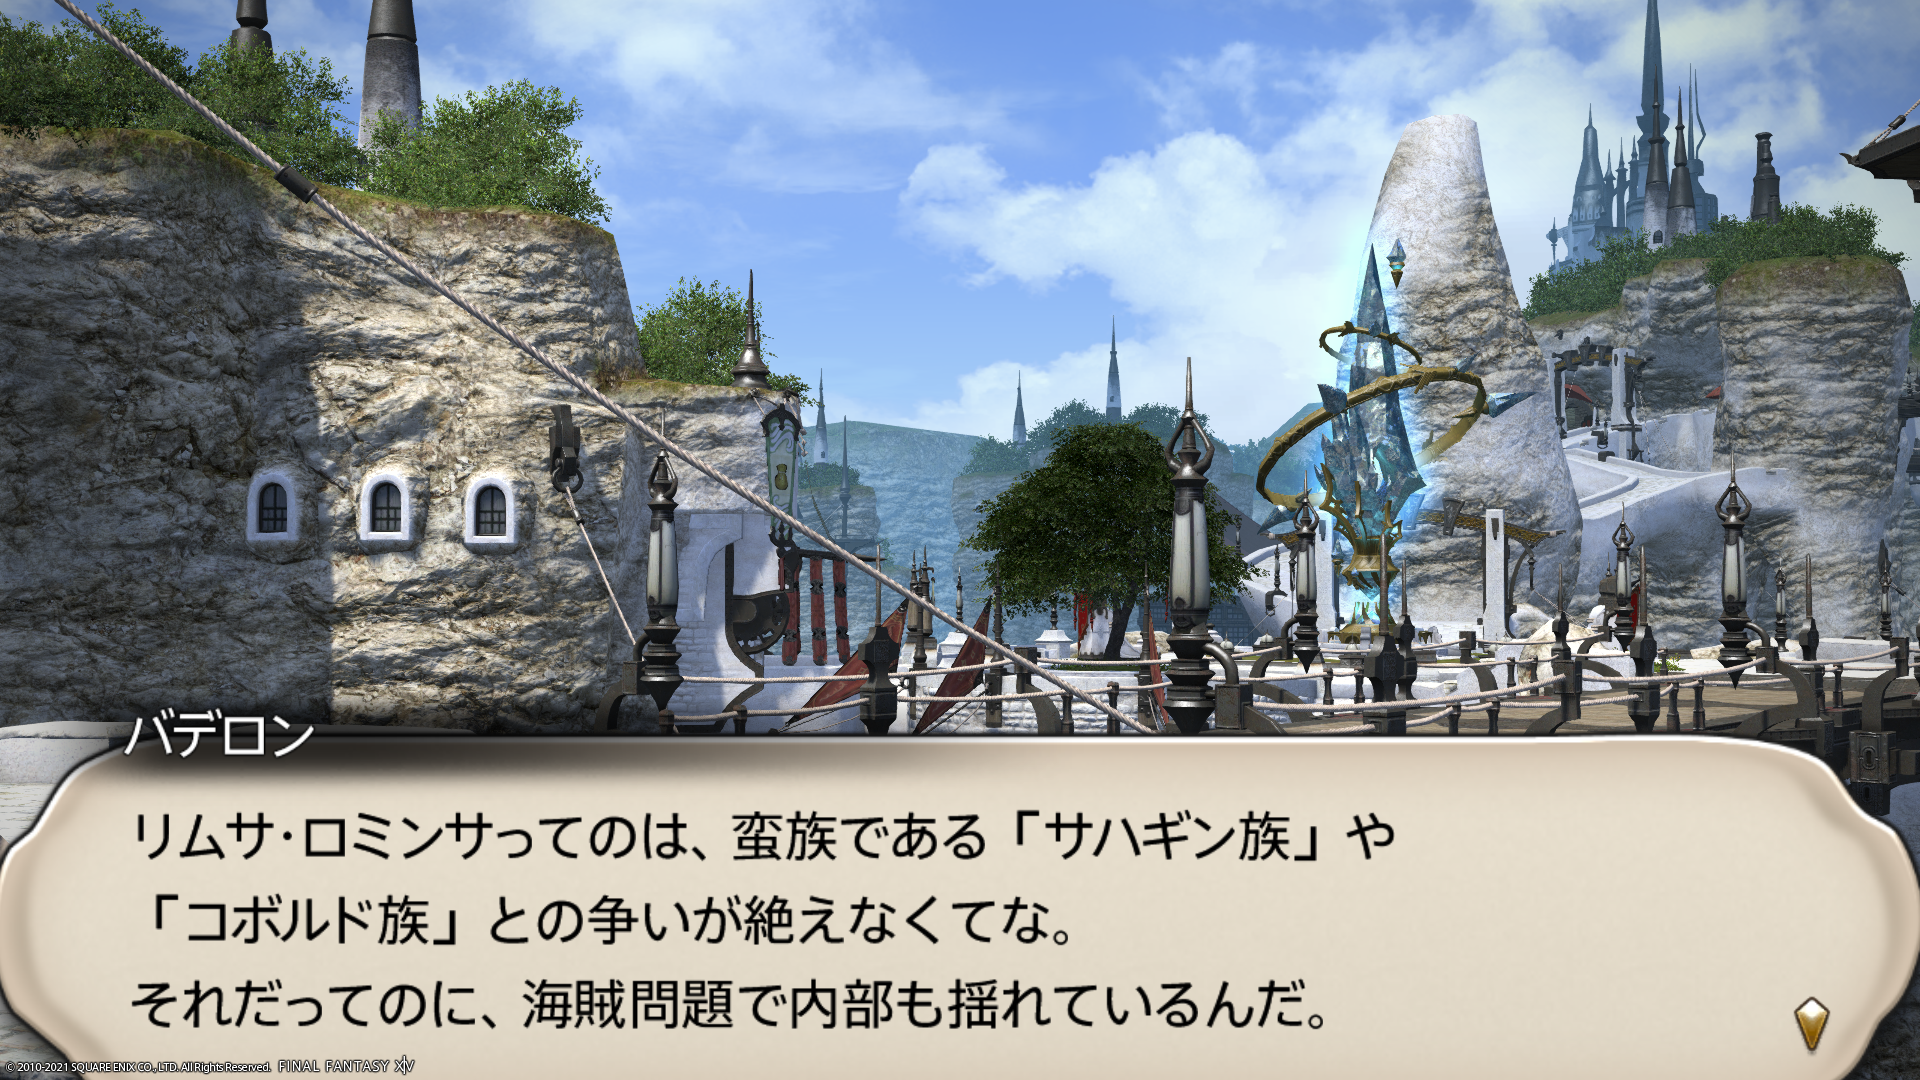 バデロン
リムサ・ロミンサってのは、蛮族である「サハギン族」や
「コボルド族」との争いが絶えなくてな。
それだってのに、海賊問題で内部も揺れているんだ。
© 2010-2021 SQUARE ENIX CO., LTD. All Rights Reserved. FINAL FANTASY XIV